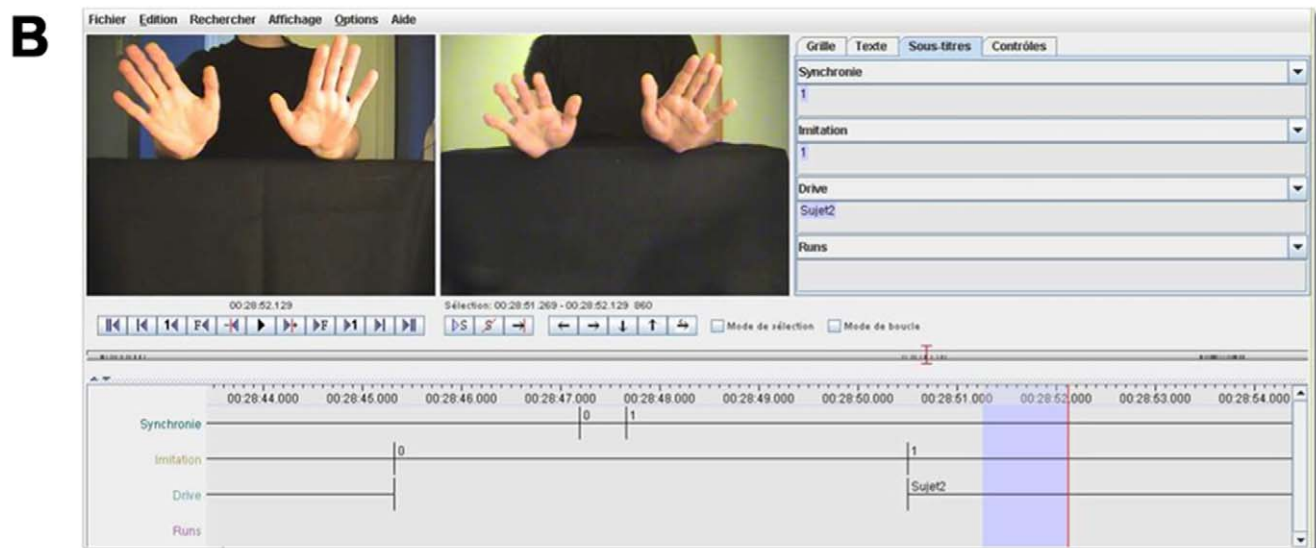 B
Fichier Edition Rechercher Affichage Options Aide
Grille Texte Sous-titres Contrôles
Synchronie
1
Imitation
1
Drive
Sujet2
Runs
00:28:52.129
Sélection: 00:28:51.269 - 00:28:52.129 860
1 F F 1
S S Mode de sélection Mode de boucle
00:28:44.000 00:28:45.000 00:28:46.000 00:28:47.000 00:28:48.000 00:28:49.000 00:28:50.000 00:28:51.000 00:28:52.000 00:28:53.000 00:28:54.000
Synchronie 0 1
Imitation 0 1
Drive Sujet2
Runs